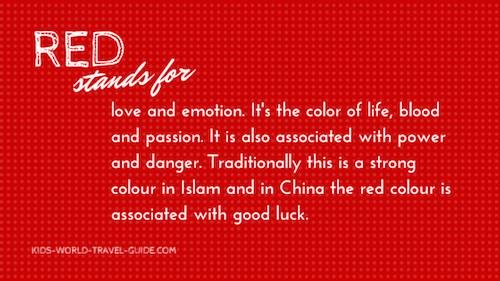 RED
stands for
love and emotion. It's the color of life, blood
and passion. It is also associated with power
and danger. Traditionally this is a strong
colour in Islam and in China the red colour is
associated with good luck.
KIDS-WORLD-TRAVEL-GUIDE.COM